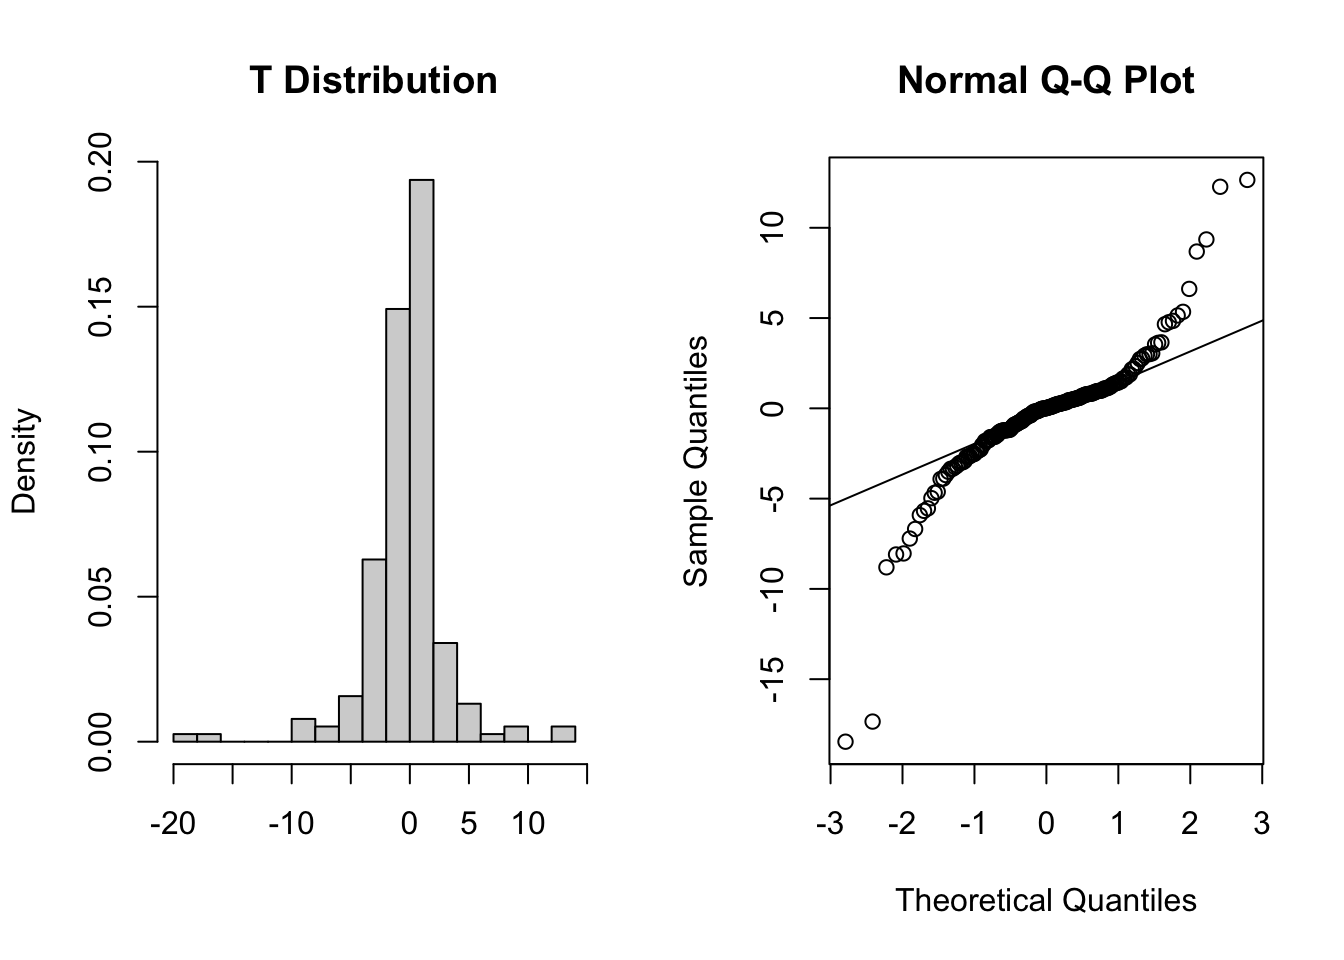 T Distribution
Density
0.00 0.05 0.10 0.15 0.20
-20 -10 0 5 10
Normal Q-Q Plot
Sample Quantiles
-15 -10 -5 0 5 10
-3 -2 -1 0 1 2 3
Theoretical Quantiles